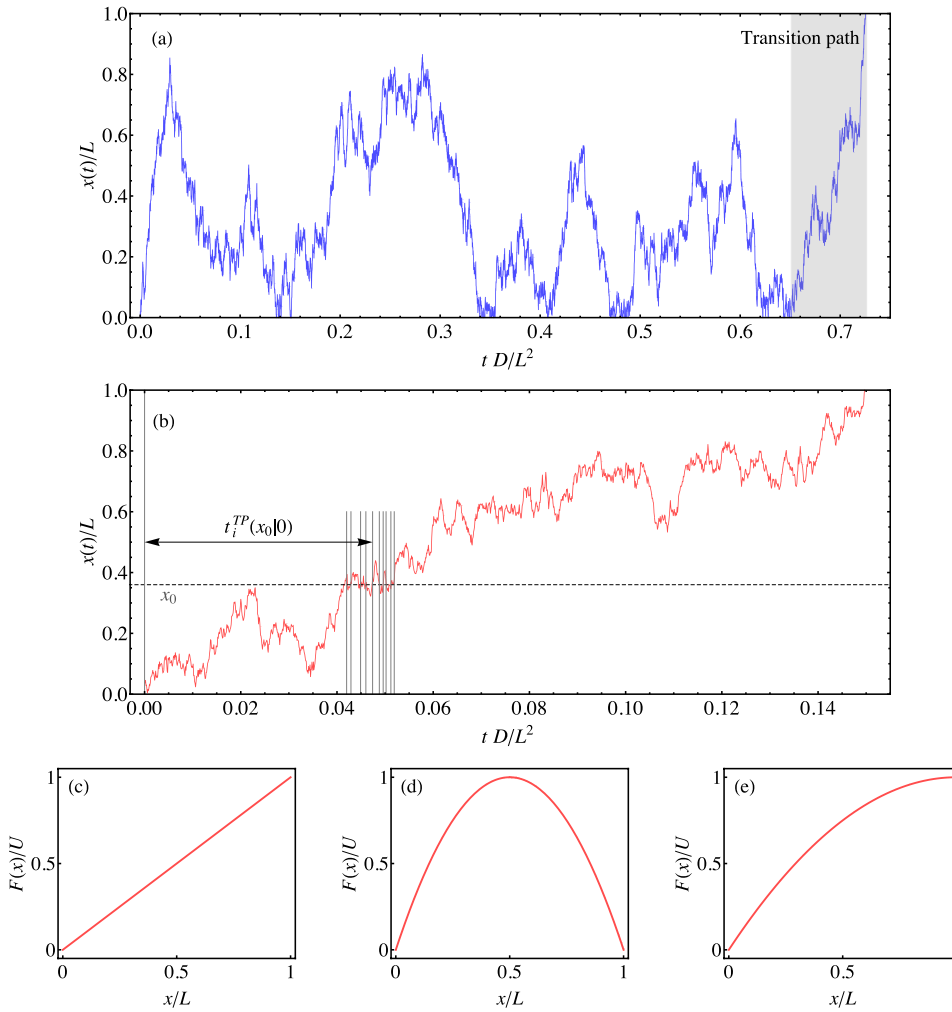 (a)
Transition path
x(t)/L
1.0
0.8
0.6
0.4
0.2
0.0
0.0 0.1 0.2 0.3 0.4 0.5 0.6 0.7
t D/L²
(b)
x(t)/L
1.0
0.8
0.6
0.4
0.2
0.0
t_i^{TP}(x₀|0)
x₀
0.00 0.02 0.04 0.06 0.08 0.10 0.12 0.14
t D/L²
(c)
F(x)/U
1
0.5
0
0 0.5 1
x/L
(d)
F(x)/U
1
0.5
0
0 0.5 1
x/L
(e)
F(x)/U
1
0.5
0
0 0.5
x/L